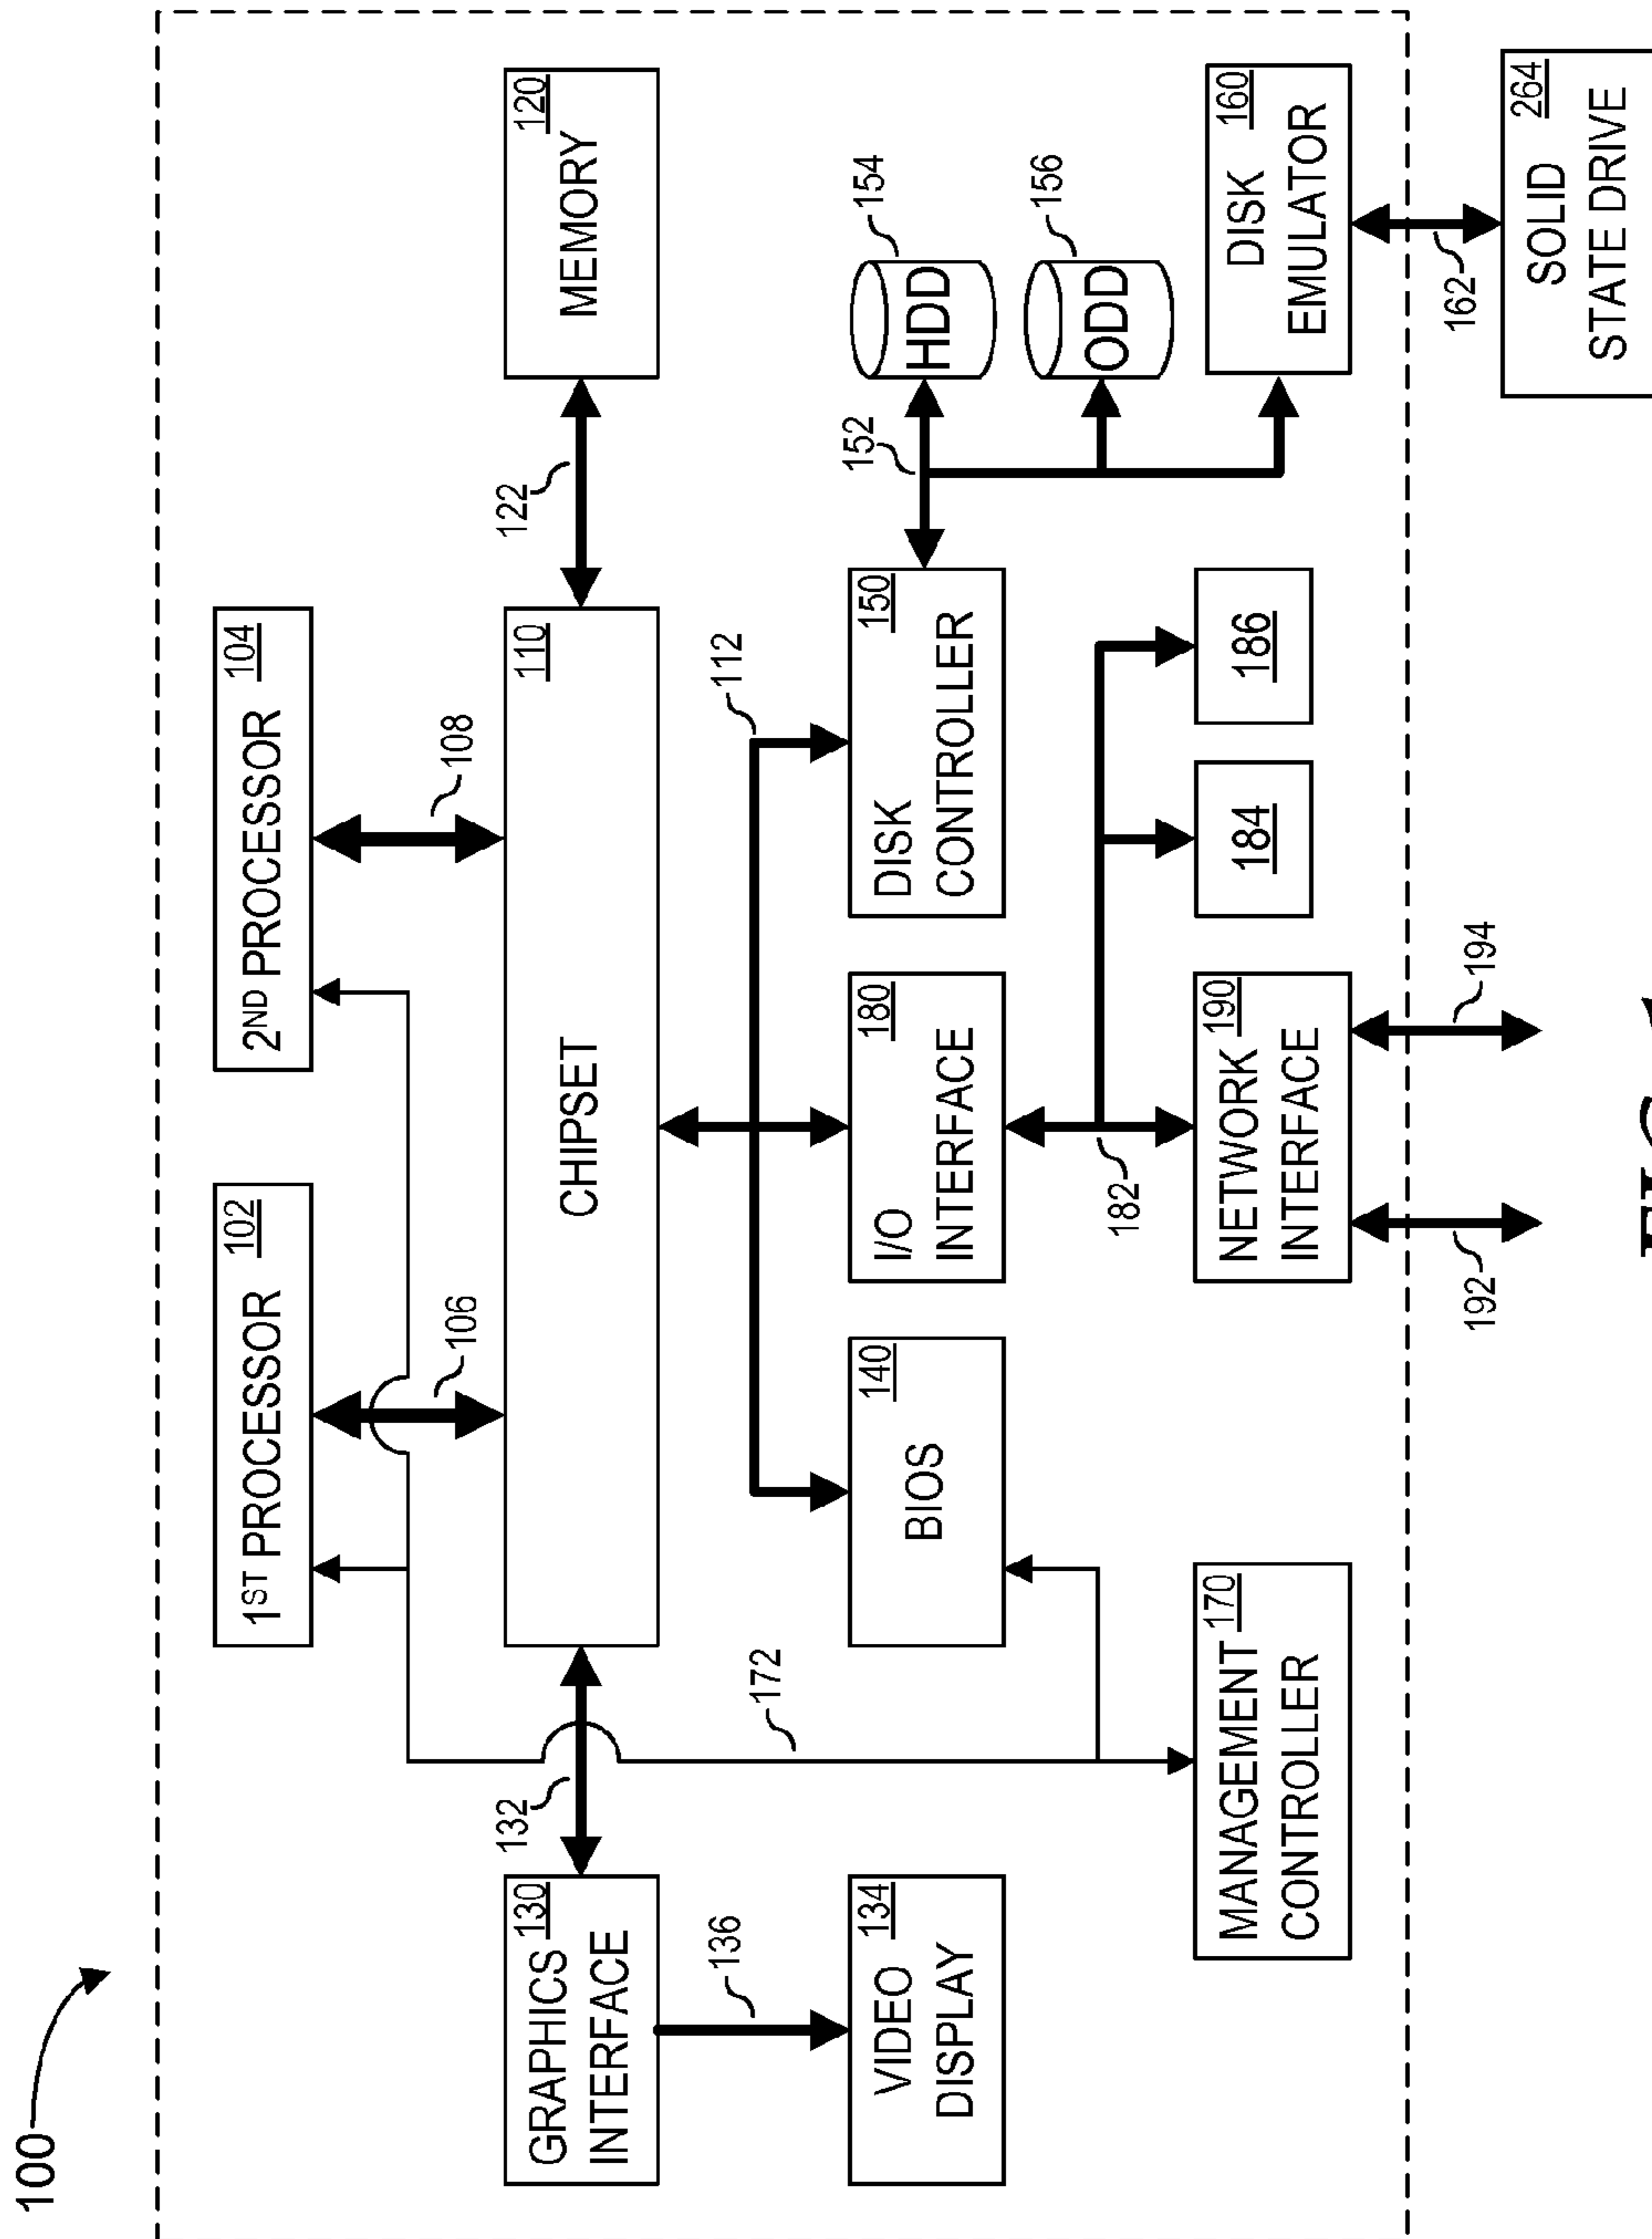 100
1ST PROCESSOR 102
2ND PROCESSOR 104
106
108
GRAPHICS 130
INTERFACE
132
CHIPSET
110
122
MEMORY
120
136
172
112
VIDEO 134
DISPLAY
BIOS
140
I/O 180
INTERFACE
DISK 150
CONTROLLER
152
HDD
154
ODD
156
182
MANAGEMENT 170
CONTROLLER
NETWORK 190
INTERFACE
184
186
DISK 160
EMULATOR
192
194
162
SOLID 264
STATE DRIVE